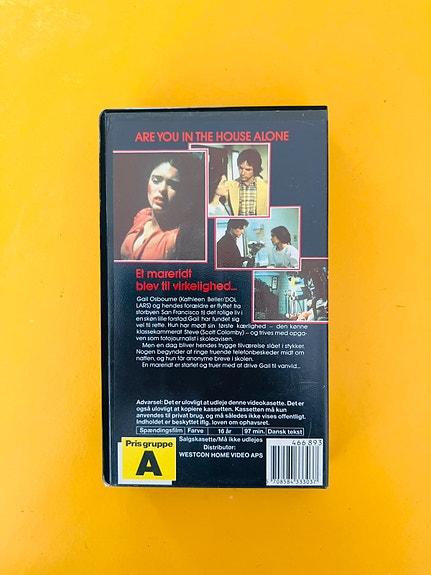 ARE YOU IN THE HOUSE ALONE
Et mareridt
blev til virkelighed...
Gail Osbourne (Kathleen Beller/DOL
LARS) og hendes forældre er flyttet fra
storbyen San Francisco til det rolige liv i
en skøn lille forstad. Gail har fundet sig
vel til rette. Hun har mødt sin første kærlighed – den kønne
klassekammerat Steve (Scott Colomby) – og trives med opga-
ven som fotojournalist i skoleavisen.
Men en dag bliver hendes trygge tilværelse slået i stykker.
Nogen begynder at ringe truende telefonbeskeder midt om
natten, og hun får anonyme breve i skolen.
En mareridt er startet og truer med at drive Gail til vanvid...
Advarsel: Det er ulovligt at udleje denne videokassette. Det er
også ulovligt at kopiere kassetten. Kassetten må kun
anvendes til privat brug, og må således ikke vises offentligt.
Indholdet er beskyttet iflg. loven om ophavsret.
Spændingsfilm Farve 16 år 97 min. Dansk tekst
Salgskassette/Må ikke udlejes
Distributør:
WESTCON HOME VIDEO APS
Prisgruppe
A
466893
5 708584 333037